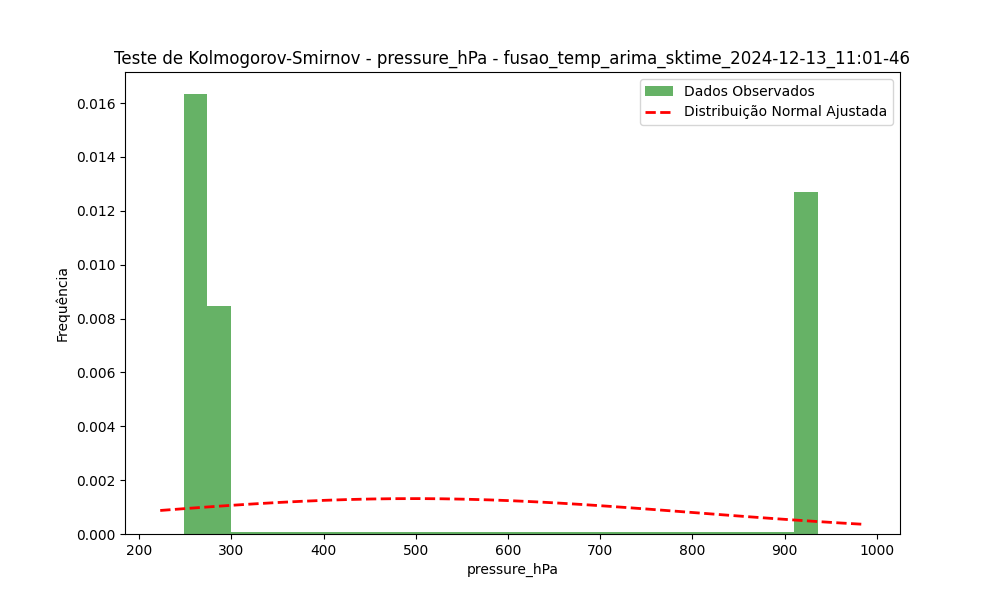 Teste de Kolmogorov-Smirnov - pressure_hPa - fusao_temp_arima_sktime_2024-12-13_11:01-46
Dados Observados
Distribuição Normal Ajustada
Frequência
0.016
0.014
0.012
0.010
0.008
0.006
0.004
0.002
0.000
200 300 400 500 600 700 800 900 1000
pressure_hPa